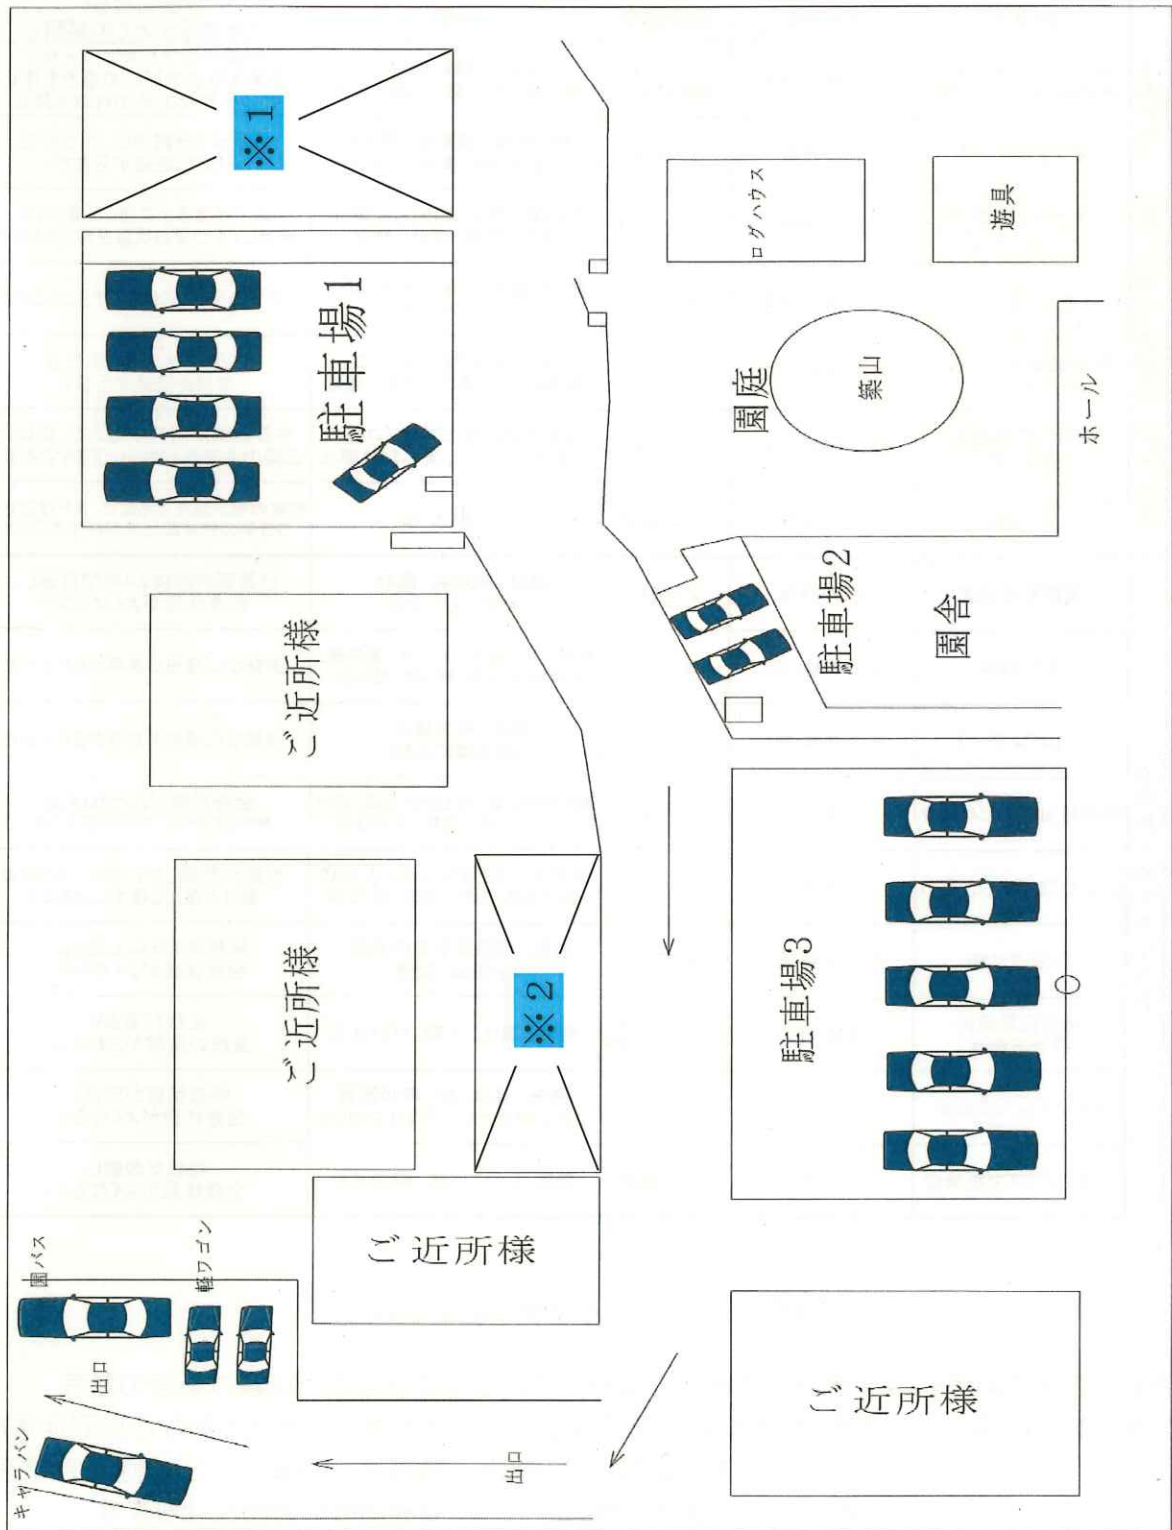 ※1
駐車場1
ログハウス
遊具
園庭
築山
ホール
駐車場2
園舎
ご近所様
ご近所様
※2
駐車場3
ご近所様
ご近所様
園バス
軽ワゴン
出口
キャラバン
出口